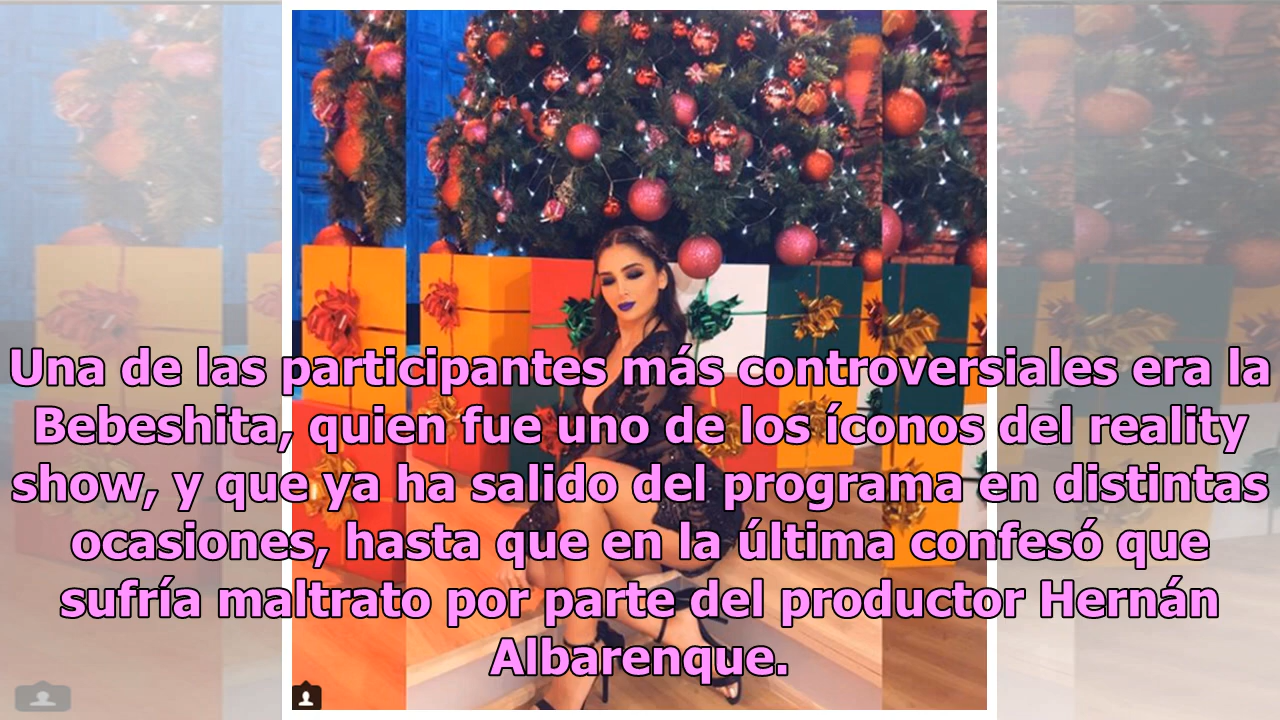 Una de las participantes más controversiales era la
Bebeshita, quien fue uno de los íconos del reality
show, y que ya ha salido del programa en distintas
ocasiones, hasta que en la última confesó que
sufría maltrato por parte del productor Hernán
Albarenque.